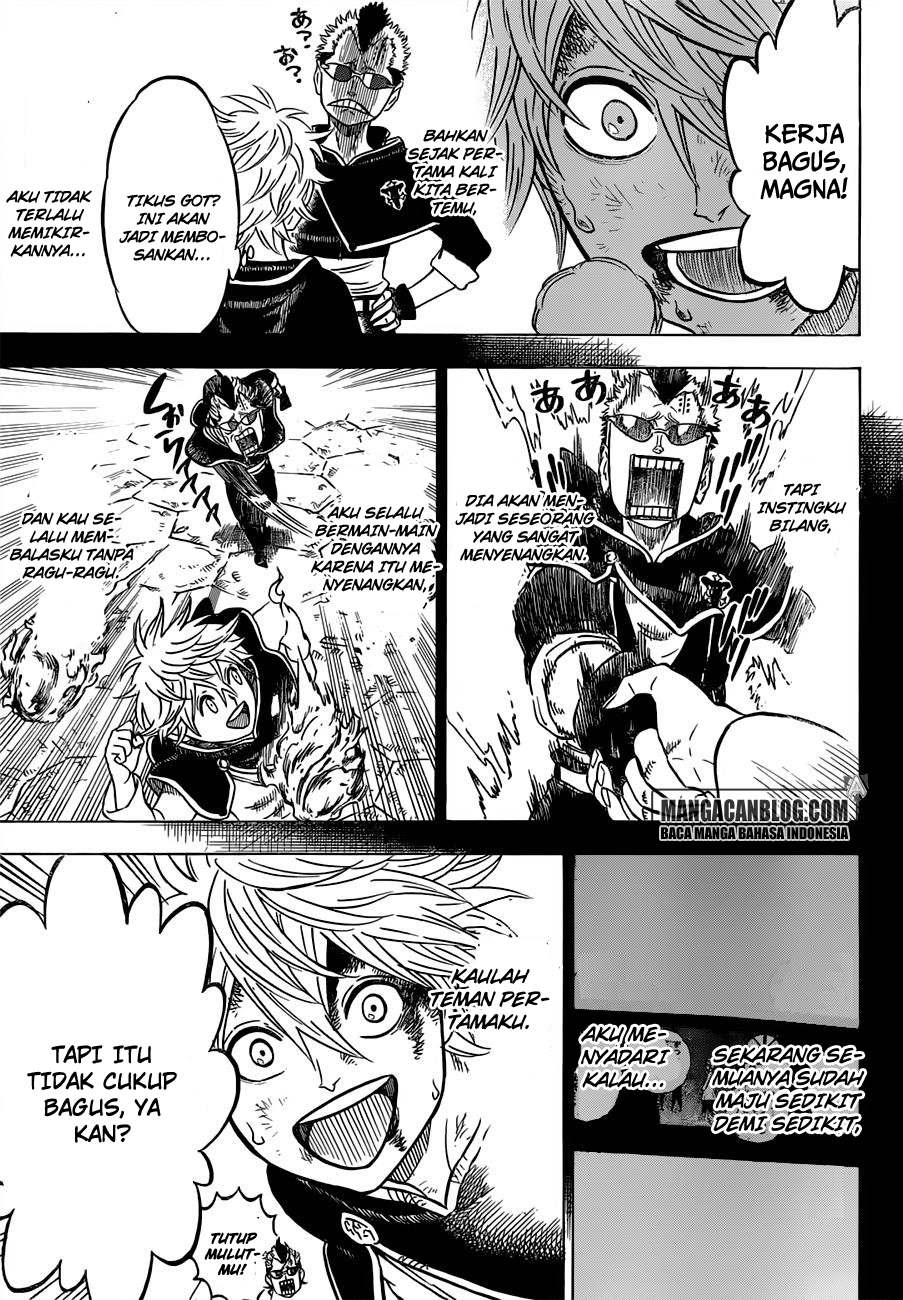 KERJA
BAGUS,
MAGNA!
あ?
お?
BAHKAN
SEJAK PER-
TAMA KALI
KITA BER-
TEMU,
TIKUS GOT?
INI AKAN
JADI MEMBO-
SANKAN...
AKU TIDAK
TERLALU
MEMIKIR-
KANNYA...
ああ
ああ
TAPI
INSTINGKU
BILANG,
DIA AKAN MEN-
JADI SESEORANG
YANG SANGAT
MENYENANGKAN.
AKU SELALU
BERMAIN-MAIN
DENGANNYA
KARENA ITU ME-
NYENANGKAN,
DAN KAU SE-
LALU MEM-
BALASKU TANPA
RAGU-RAGU.
MANGACANBLOG.COM
BACA MANGA BAHASA INDONESIA
SEKARANG SE-
MUANYA SUDAH
MAJU SEDIKIT
DEMI SEDIKIT,
AKU ME-
NYADARI
KALAU...
KAULAH
TEMAN PER-
TAMAKU.
TAPI ITU
TIDAK CUKUP
BAGUS, YA
KAN?
TUTUP
MULUT-
MU!